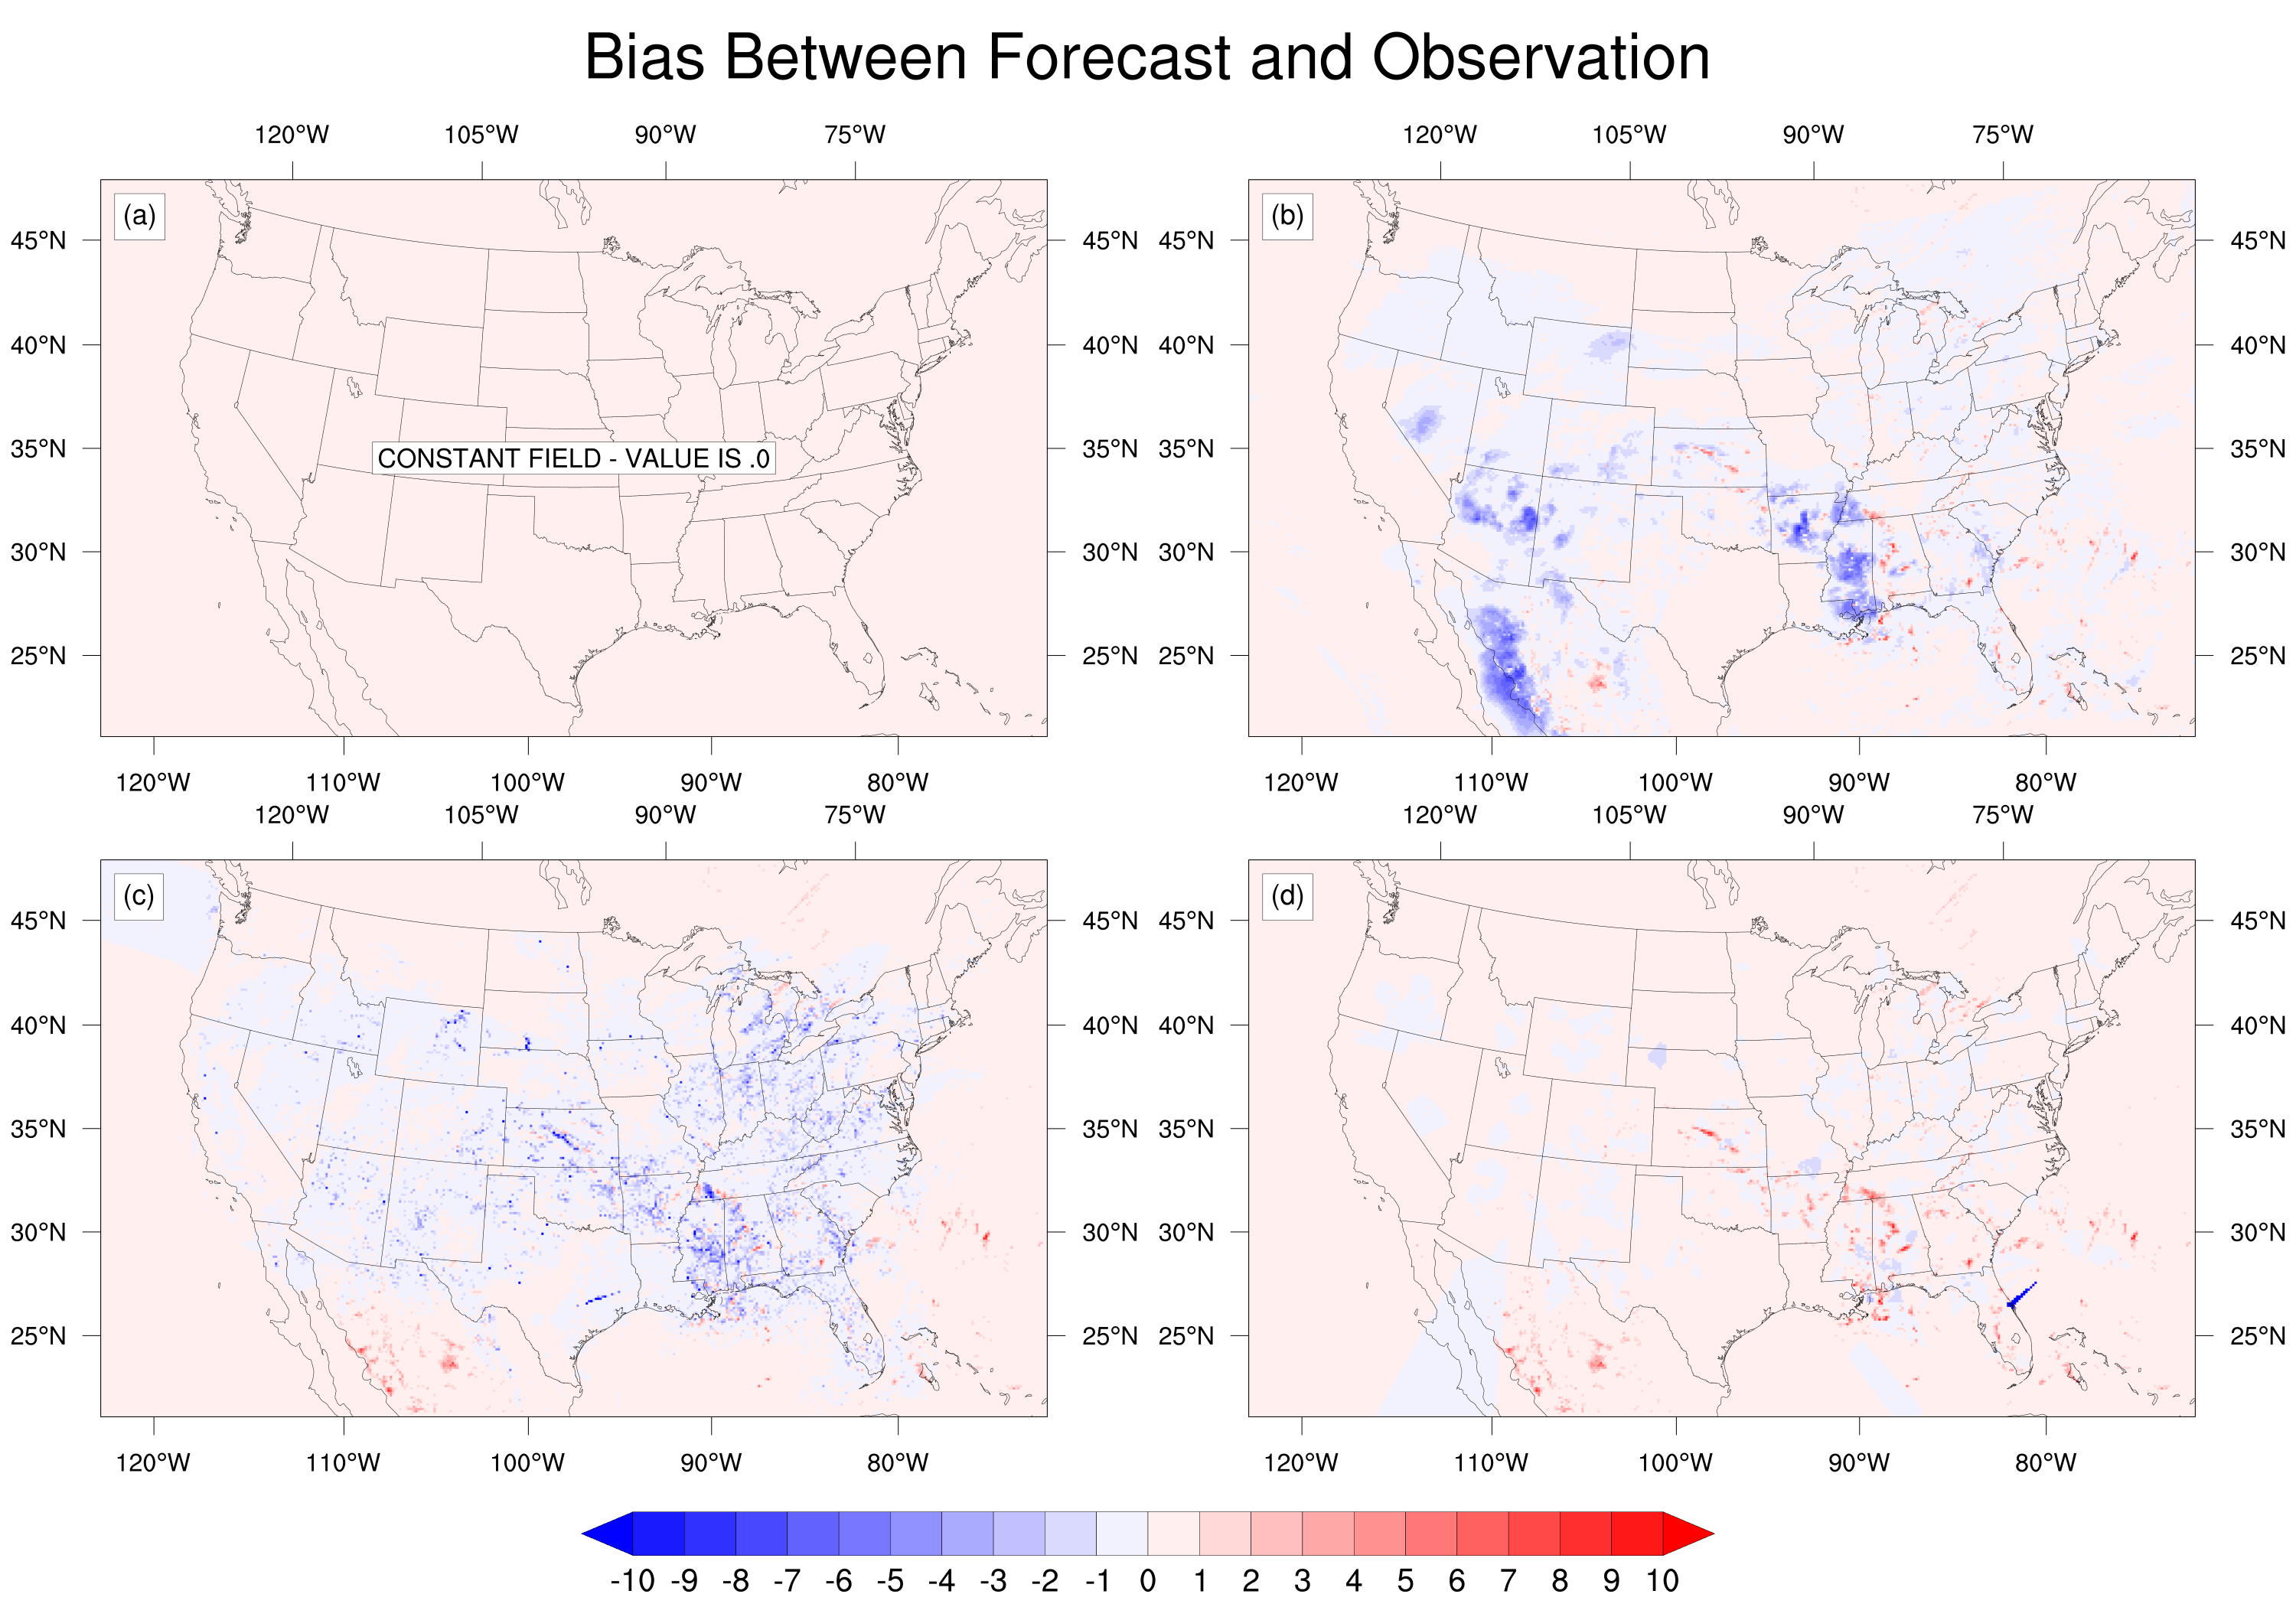 Bias Between Forecast and Observation
120°W 105°W 90°W 75°W 120°W 105°W 90°W 75°W
(a) (b)
45°N 45°N 45°N 45°N
40°N 40°N 40°N 40°N
35°N 35°N 35°N 35°N
CONSTANT FIELD - VALUE IS .0
30°N 30°N 30°N 30°N
25°N 25°N 25°N 25°N
120°W 110°W 100°W 90°W 80°W 120°W 110°W 100°W 90°W 80°W
120°W 105°W 90°W 75°W 120°W 105°W 90°W 75°W
(c) (d)
45°N 45°N 45°N 45°N
40°N 40°N 40°N 40°N
35°N 35°N 35°N 35°N
30°N 30°N 30°N 30°N
25°N 25°N 25°N 25°N
120°W 110°W 100°W 90°W 80°W 120°W 110°W 100°W 90°W 80°W
-10 -9 -8 -7 -6 -5 -4 -3 -2 -1 0 1 2 3 4 5 6 7 8 9 10